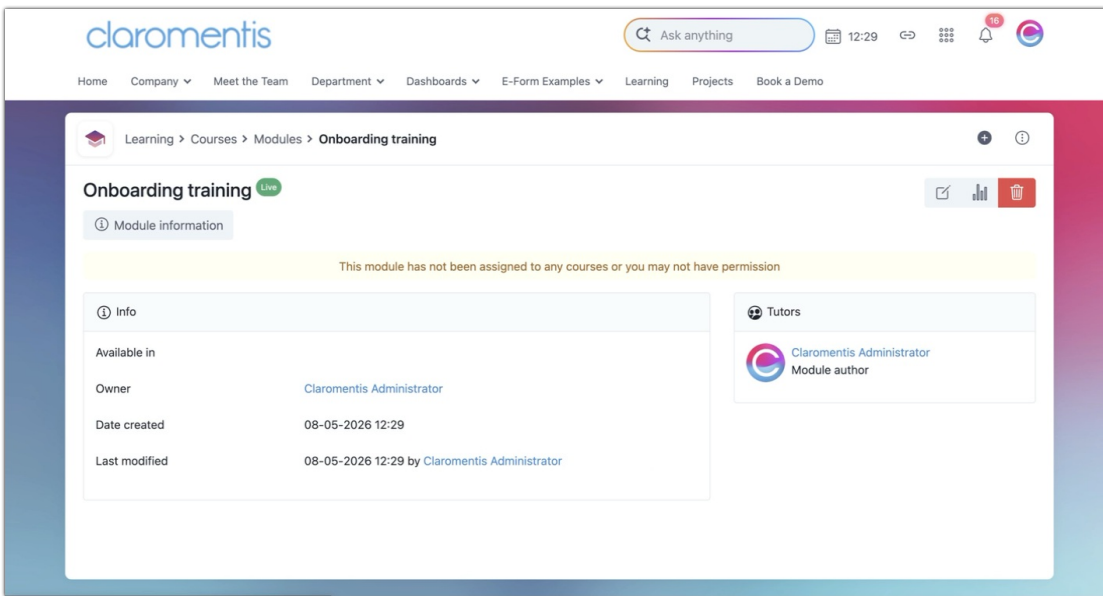 claromentis
Ask anything
12:29
16
Home Company Meet the Team Department Dashboards E-Form Examples Learning Projects Book a Demo
Learning > Courses > Modules > Onboarding training
Onboarding training Live
Module information
This module has not been assigned to any courses or you may not have permission
Info
Available in
Owner Claromentis Administrator
Date created 08-05-2026 12:29
Last modified 08-05-2026 12:29 by Claromentis Administrator
Tutors
Claromentis Administrator
Module author